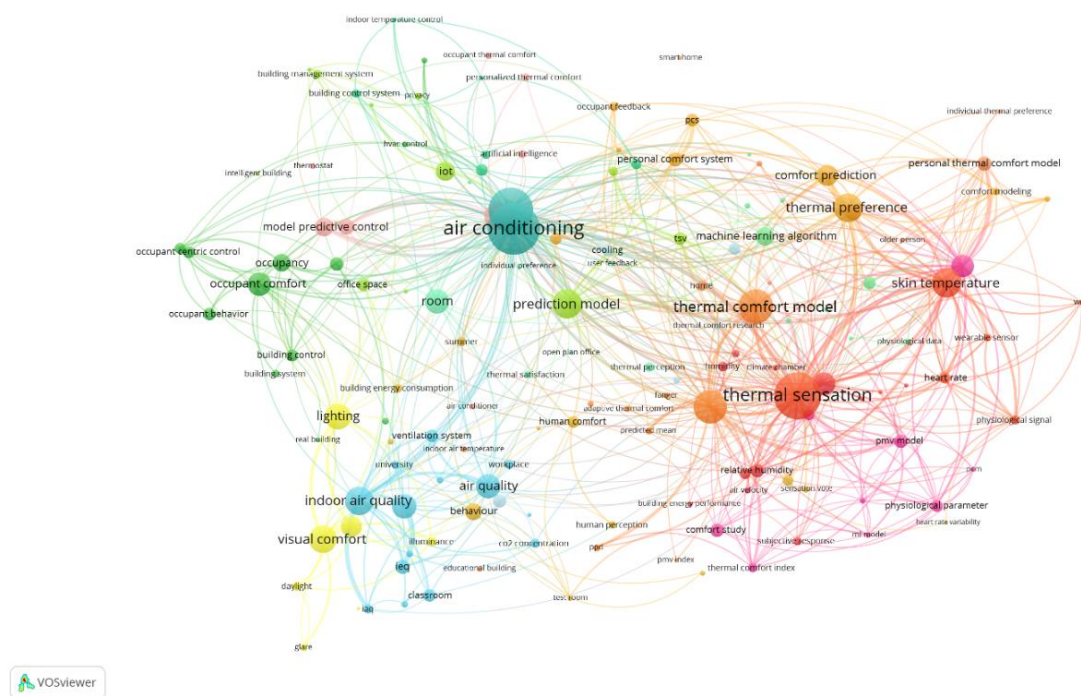 indoor temperature control
occupant thermal comfort
smart home
building management system
personalized thermal comfort
building control system
privacy
occupant feedback
individual thermal preference
pcs
hvac control
artificial intelligence
personal comfort system
personal thermal comfort model
thermostat
iot
comfort prediction
intelligent building
comfort modeling
thermal preference
air conditioning
model predictive control
tsv
machine learning algorithm
older person
occupant centric control
cooling
user feedback
occupancy
individual preference
occupant comfort
office space
home
skin temperature
room
prediction model
thermal comfort model
occupant behavior
thermal comfort research
wearable sensor
summer
physiological data
building control
open plan office
thermal perception
humidity
climate chamber
building system
thermal satisfaction
heart rate
building energy consumption
fanger
thermal sensation
air conditioner
adaptive thermal comfort
lighting
human comfort
physiological signal
predicted mean
real building
ventilation system
pmv model
indoor air temperature
university
workplace
relative humidity
air quality
sensation vote
air velocity
indoor air quality
building energy performance
physiological parameter
behaviour
heart rate variability
human perception
comfort study
visual comfort
illuminance
co2 concentration
ppd
subjective response
ml model
pmv index
ieq
educational building
thermal comfort index
daylight
classroom
test room
iaq
glare
VOSviewer